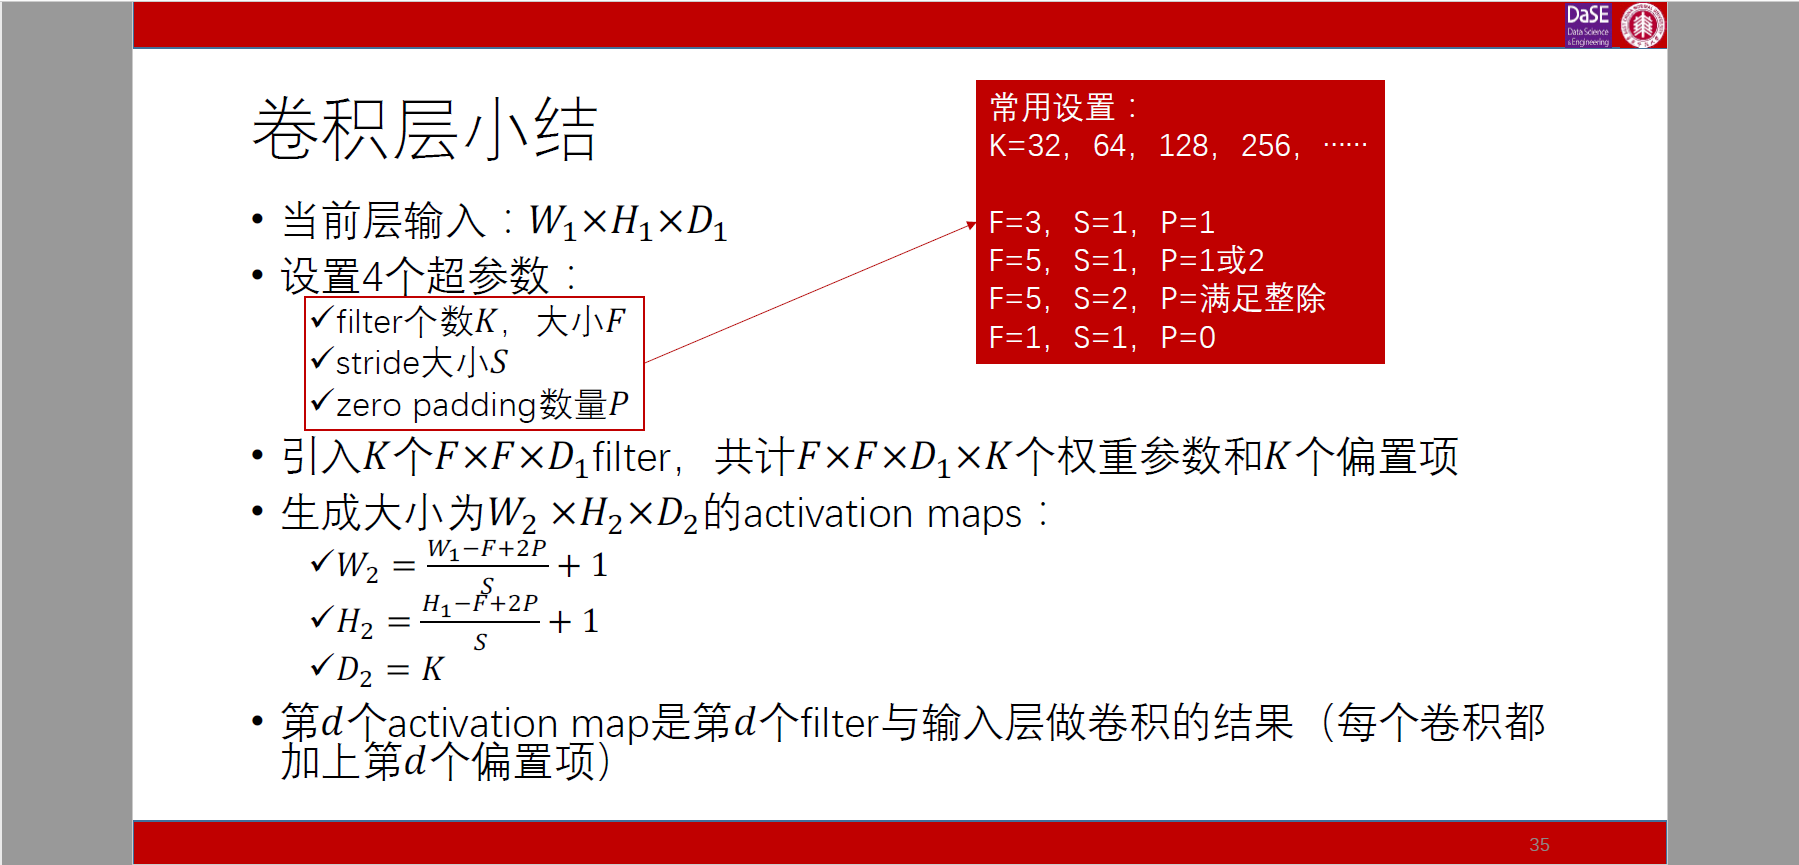 DaSE
Data Science
& Engineering
卷积层小结
常用设置：
K=32，64，128，256，……
F=3，S=1，P=1
F=5，S=1，P=1或2
F=5，S=2，P=满足整除
F=1，S=1，P=0
• 当前层输入：W₁×H₁×D₁
• 设置4个超参数：
✓filter个数K，大小F
✓stride大小S
✓zero padding数量P
• 引入K个F×F×D₁filter，共计F×F×D₁×K个权重参数和K个偏置项
• 生成大小为W₂ ×H₂×D₂的activation maps：
✓W₂ = (W₁−F+2P)/S + 1
✓H₂ = (H₁−F+2P)/S + 1
✓D₂ = K
• 第d个activation map是第d个filter与输入层做卷积的结果（每个卷积都
加上第d个偏置项）
35